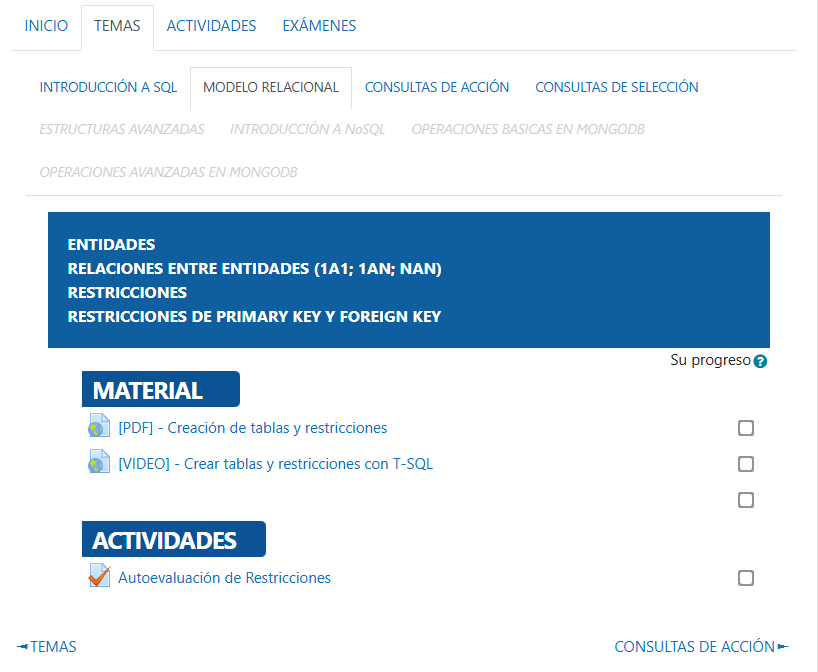 INICIO TEMAS ACTIVIDADES EXÁMENES
INTRODUCCIÓN A SQL MODELO RELACIONAL CONSULTAS DE ACCIÓN CONSULTAS DE SELECCIÓN
ESTRUCTURAS AVANZADAS INTRODUCCIÓN A NoSQL OPERACIONES BASICAS EN MONGODB
OPERACIONES AVANZADAS EN MONGODB
ENTIDADES
RELACIONES ENTRE ENTIDADES (1A1; 1AN; NAN)
RESTRICCIONES
RESTRICCIONES DE PRIMARY KEY Y FOREIGN KEY
Su progreso ?
MATERIAL
[PDF] - Creación de tablas y restricciones
[VIDEO] - Crear tablas y restricciones con T-SQL
ACTIVIDADES
Autoevaluación de Restricciones
◄ TEMAS CONSULTAS DE ACCIÓN ►